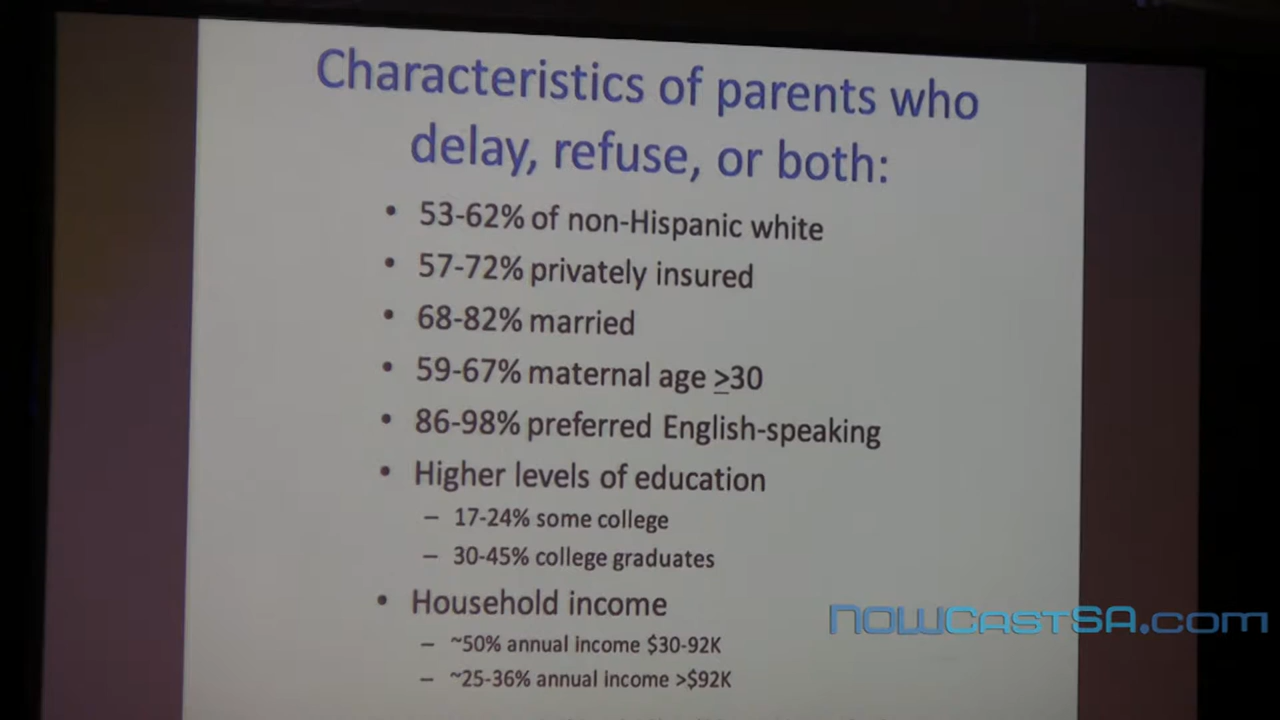 Characteristics of parents who
delay, refuse, or both:
• 53-62% of non-Hispanic white
• 57-72% privately insured
• 68-82% married
• 59-67% maternal age ≥30
• 86-98% preferred English-speaking
• Higher levels of education
– 17-24% some college
– 30-45% college graduates
• Household income
– ~50% annual income $30-92K
– ~25-36% annual income >$92K
NOWCastSA.com